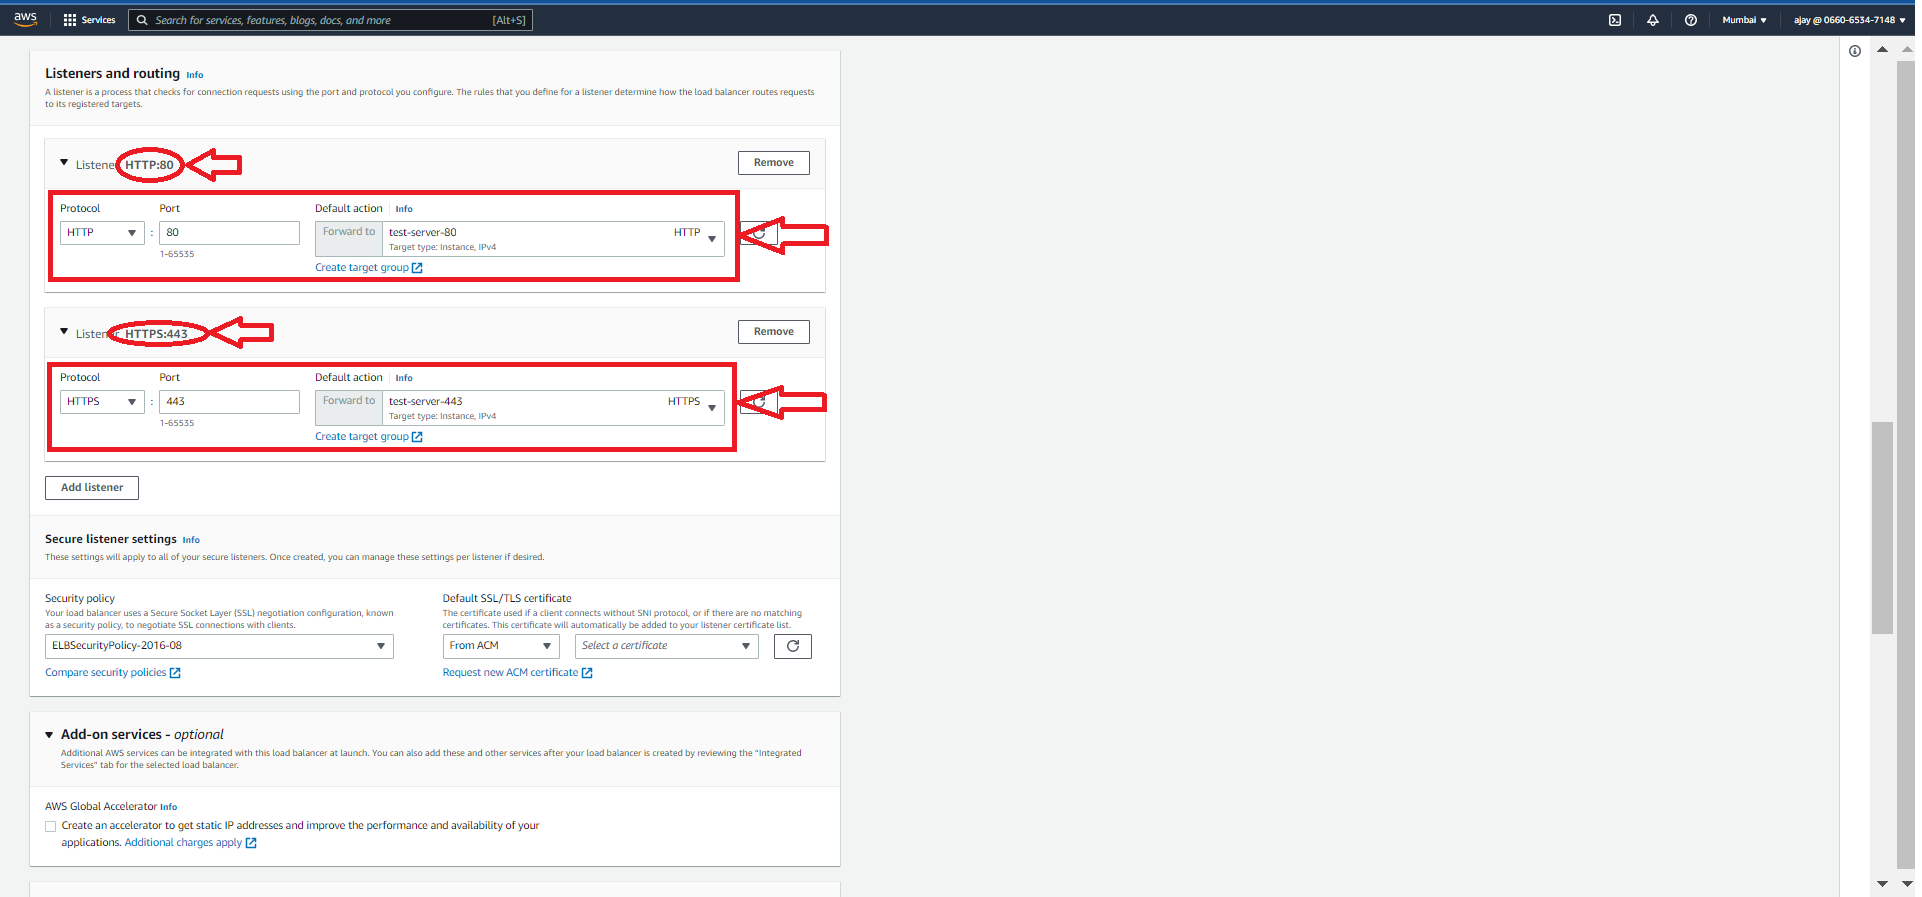 aws Services Search for services, features, blogs, docs, and more [Alt+S] Mumbai ajay @ 0660-6534-7148
Listeners and routing Info
A listener is a process that checks for connection requests using the port and protocol you configure. The rules that you define for a listener determine how the load balancer routes requests
to its registered targets.
Listener HTTP:80 Remove
Protocol Port Default action Info
HTTP : 80 Forward to test-server-80 HTTP
Target type: Instance, IPv4
1-65535
Create target group
Listener HTTPS:443 Remove
Protocol Port Default action Info
HTTPS : 443 Forward to test-server-443 HTTPS
Target type: Instance, IPv4
1-65535
Create target group
Add listener
Secure listener settings Info
These settings will apply to all of your secure listeners. Once created, you can manage these settings per listener if desired.
Security policy
Your load balancer uses a Secure Socket Layer (SSL) negotiation configuration, known
as a security policy, to negotiate SSL connections with clients.
ELBSecurityPolicy-2016-08
Compare security policies
Default SSL/TLS certificate
The certificate used if a client connects without SNI protocol, or if there are no matching
certificates. This certificate will automatically be added to your listener certificate list.
From ACM Select a certificate
Request new ACM certificate
Add-on services - optional
Additional AWS services can be integrated with this load balancer at launch. You can also add these and other services after your load balancer is created by reviewing the "Integrated
Services" tab for the selected load balancer.
AWS Global Accelerator Info
Create an accelerator to get static IP addresses and improve the performance and availability of your
applications. Additional charges apply